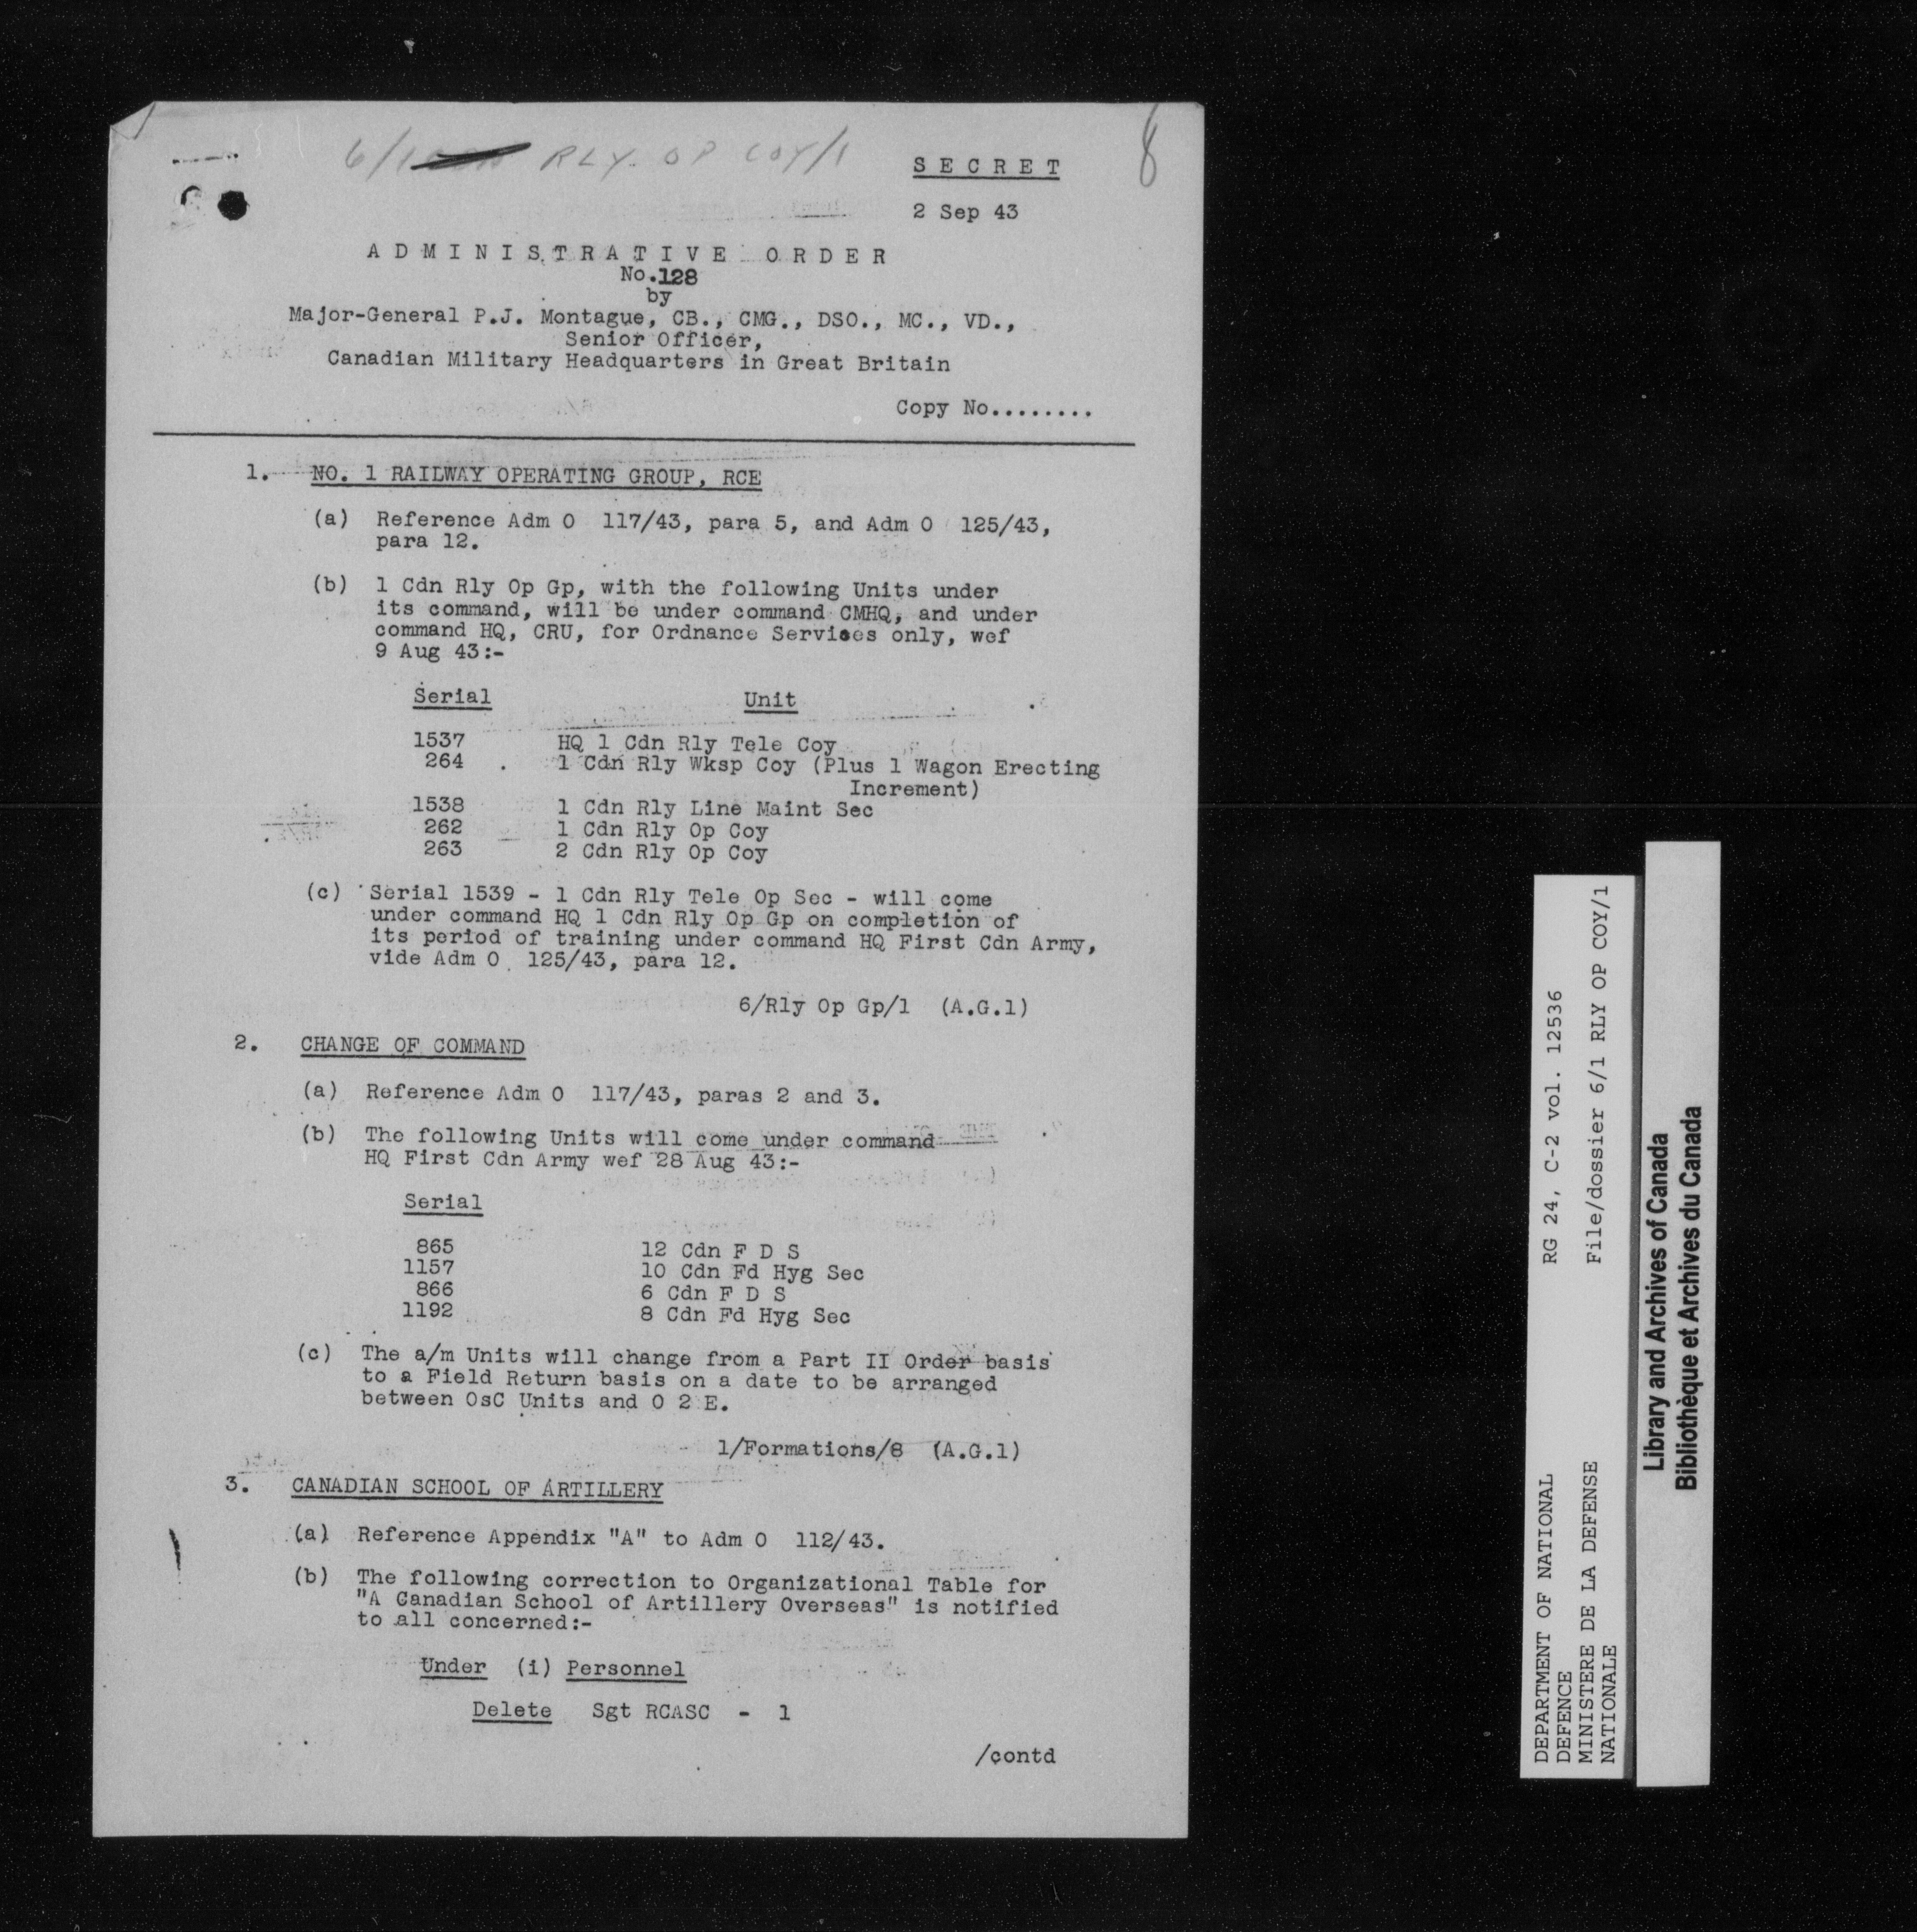 6/1 RLY. OP COY/1
8
S E C R E T
2 Sep 43
A D M I N I S T R A T I V E   O R D E R
No.128
by
Major-General P.J. Montague, CB., CMG., DSO., MC., VD.,
Senior Officer,
Canadian Military Headquarters in Great Britain
Copy No........
1. NO. 1 RAILWAY OPERATING GROUP, RCE
(a) Reference Adm O 117/43, para 5, and Adm O 125/43,
para 12.
(b) 1 Cdn Rly Op Gp, with the following Units under
its command, will be under command CMHQ, and under
command HQ, CRU, for Ordnance Services only, wef
9 Aug 43:-
Serial Unit
1537 HQ 1 Cdn Rly Tele Coy
264 1 Cdn Rly Wksp Coy (Plus 1 Wagon Erecting
Increment)
1538 1 Cdn Rly Line Maint Sec
262 1 Cdn Rly Op Coy
263 2 Cdn Rly Op Coy
(c) Serial 1539 - 1 Cdn Rly Tele Op Sec - will come
under command HQ 1 Cdn Rly Op Gp on completion of
its period of training under command HQ First Cdn Army,
vide Adm O 125/43, para 12.
6/Rly Op Gp/1 (A.G.1)
2. CHANGE OF COMMAND
(a) Reference Adm O 117/43, paras 2 and 3.
(b) The following Units will come under command
HQ First Cdn Army wef 28 Aug 43:-
Serial
865 12 Cdn F D S
1157 10 Cdn Fd Hyg Sec
866 6 Cdn F D S
1192 8 Cdn Fd Hyg Sec
(c) The a/m Units will change from a Part II Order basis
to a Field Return basis on a date to be arranged
between OsC Units and O 2 E.
1/Formations/8 (A.G.1)
3. CANADIAN SCHOOL OF ARTILLERY
(a) Reference Appendix "A" to Adm O 112/43.
(b) The following correction to Organizational Table for
"A Canadian School of Artillery Overseas" is notified
to all concerned:-
Under (i) Personnel
Delete Sgt RCASC - 1
/contd
DEPARTMENT OF NATIONAL RG 24, C-2 vol. 12536
DEFENCE
MINISTERE DE LA DEFENSE File/dossier 6/1 RLY OP COY/1
NATIONALE
Library and Archives of Canada
Bibliothèque et Archives du Canada